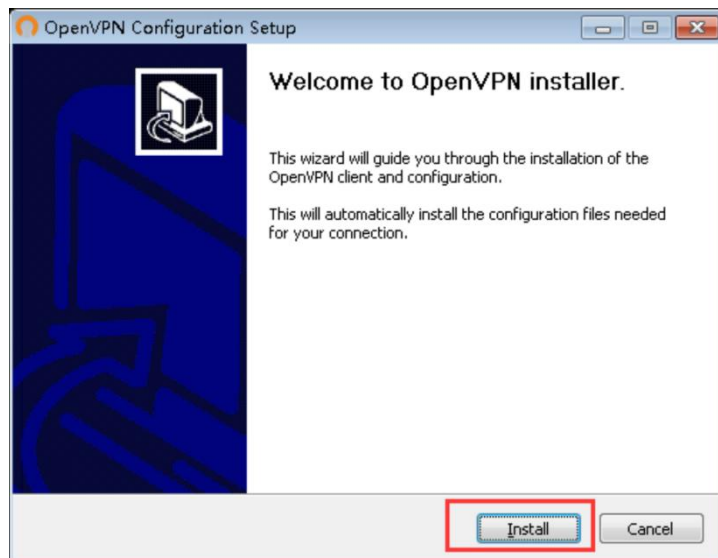 OpenVPN Configuration Setup
Welcome to OpenVPN installer.
This wizard will guide you through the installation of the
OpenVPN client and configuration.
This will automatically install the configuration files needed
for your connection.
Install
Cancel